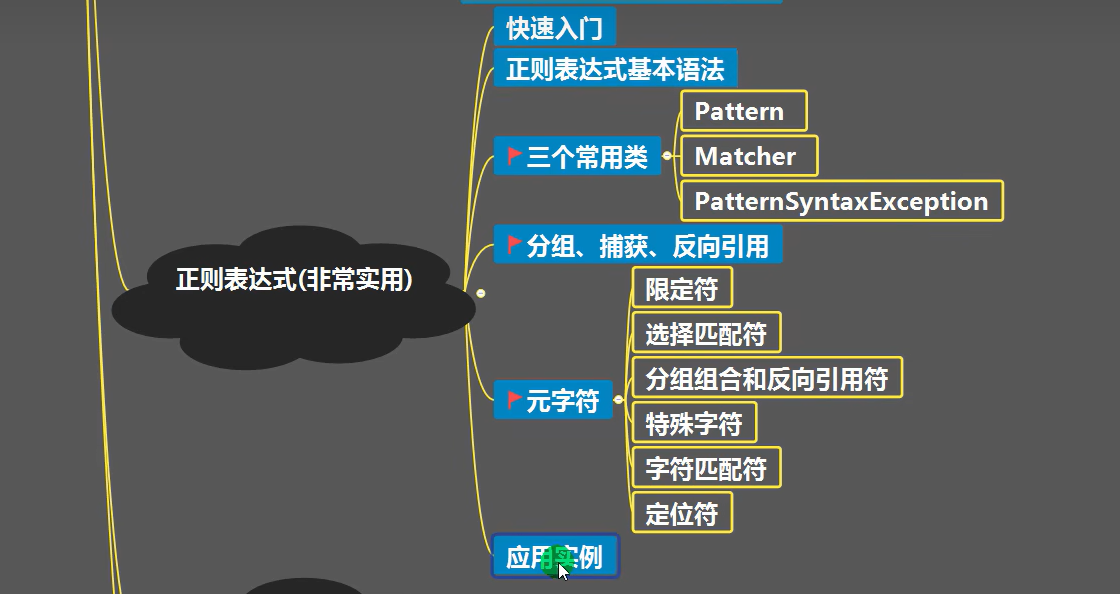 快速入门
正则表达式基本语法
三个常用类
Pattern
Matcher
PatternSyntaxException
分组、捕获、反向引用
正则表达式(非常实用)
元字符
限定符
选择匹配符
分组组合和反向引用符
特殊字符
字符匹配符
定位符
应用实例